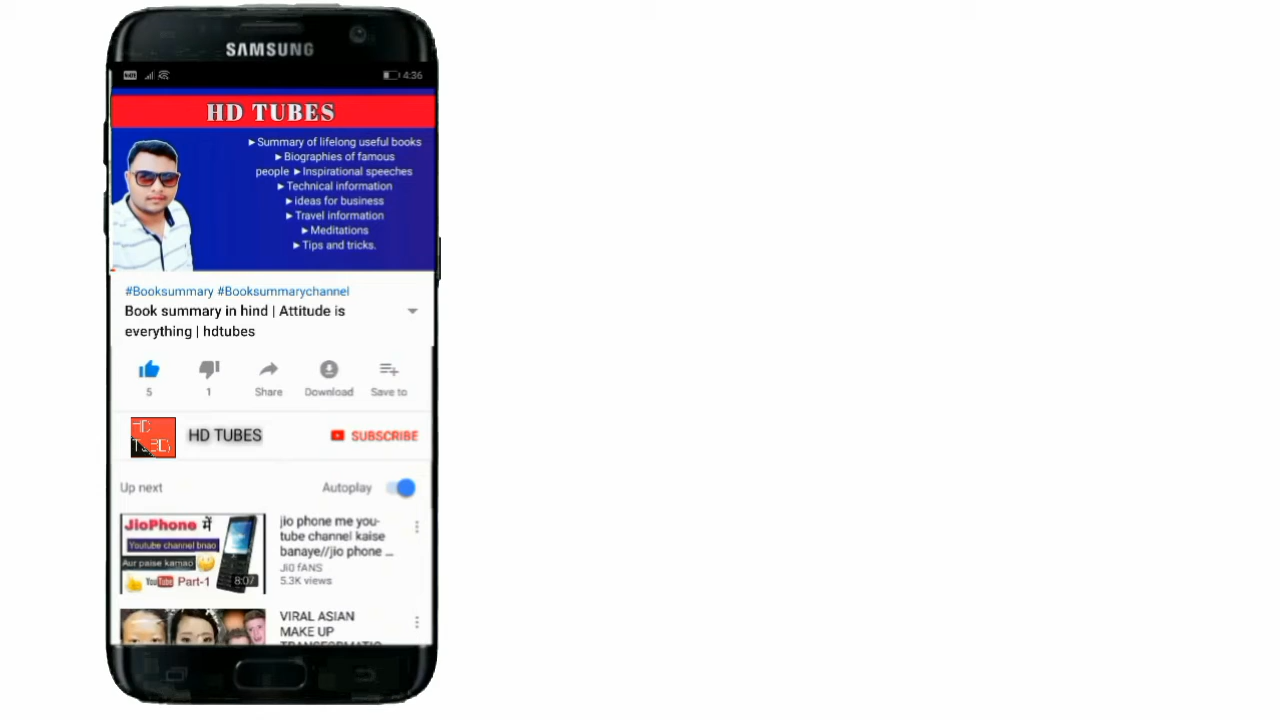 SAMSUNG
4:36
HD TUBES
►Summary of lifelong useful books
►Biographies of famous
people ►Inspirational speeches
►Technical information
►ideas for business
►Travel information
►Meditations
►Tips and tricks.
#Booksummary #Booksummarychannel
Book summary in hind | Attitude is
everything | hdtubes
5
1
Share
Download
Save to
HD
TUBES
HD TUBES
SUBSCRIBE
Up next
Autoplay
JioPhone में
Youtube channel bnao
Aur paise kamao
YouTube Part-1
8:07
jio phone me you-
tube channel kaise
banaye//jio phone ...
JIO fANS
5.3K views
VIRAL ASIAN
MAKE UP